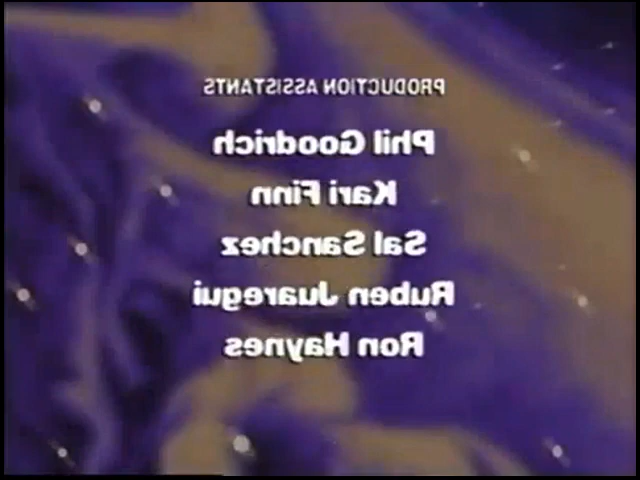 PRODUCTION ASSISTANTS
Phil Goodrich
Kari Finn
Sal Sanchez
Ruben Juaregui
Ron Haynes